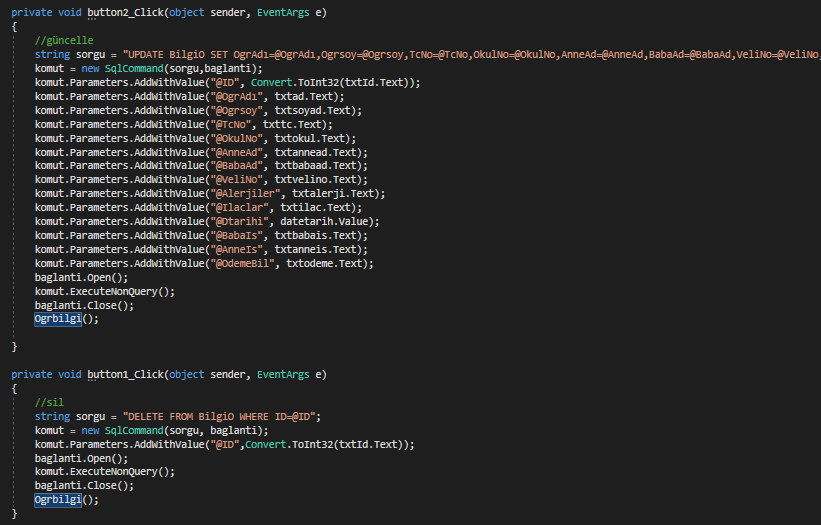 private void button2_Click(object sender, EventArgs e)
{
//güncelle
string sorgu = "UPDATE BilgiO SET OgrAdı=@OgrAdı,Ogrsoy=@Ogrsoy,TcNo=@TcNo,OkulNo=@OkulNo,AnneAd=@AnneAd,BabaAd=@BabaAd,VeliNo=@VeliNo,
komut = new SqlCommand(sorgu,baglanti);
komut.Parameters.AddWithValue("@ID", Convert.ToInt32(txtId.Text));
komut.Parameters.AddWithValue("@OgrAdı", txtad.Text);
komut.Parameters.AddWithValue("@Ogrsoy", txtsoyad.Text);
komut.Parameters.AddWithValue("@TcNo", txttc.Text);
komut.Parameters.AddWithValue("@OkulNo", txtokul.Text);
komut.Parameters.AddWithValue("@AnneAd", txtannead.Text);
komut.Parameters.AddWithValue("@BabaAd", txtbabaad.Text);
komut.Parameters.AddWithValue("@VeliNo", txtvelino.Text);
komut.Parameters.AddWithValue("@Alerjiler", txtalerji.Text);
komut.Parameters.AddWithValue("@Ilaclar", txtilac.Text);
komut.Parameters.AddWithValue("@Dtarihi", datetarih.Value);
komut.Parameters.AddWithValue("@BabaIs", txtbabais.Text);
komut.Parameters.AddWithValue("@AnneIs", txtanneis.Text);
komut.Parameters.AddWithValue("@OdemeBil", txtodeme.Text);
baglanti.Open();
komut.ExecuteNonQuery();
baglanti.Close();
Ogrbilgi();
}
private void button1_Click(object sender, EventArgs e)
{
//sil
string sorgu = "DELETE FROM BilgiO WHERE ID=@ID";
komut = new SqlCommand(sorgu, baglanti);
komut.Parameters.AddWithValue("@ID",Convert.ToInt32(txtId.Text));
baglanti.Open();
komut.ExecuteNonQuery();
baglanti.Close();
Ogrbilgi();
}